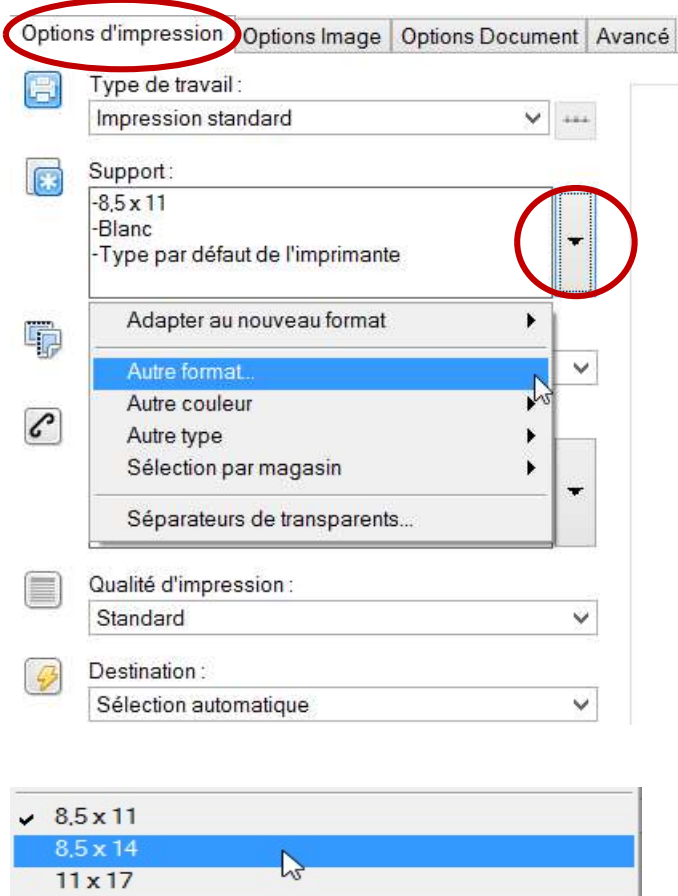 Options d'impression Options Image Options Document Avancé
Type de travail :
Impression standard
Support :
-8,5 x 11
-Blanc
-Type par défaut de l'imprimante
Adapter au nouveau format
Autre format...
Autre couleur
Autre type
Sélection par magasin
Séparateurs de transparents...
Qualité d'impression :
Standard
Destination :
Sélection automatique
8,5 x 11
8,5 x 14
11 x 17